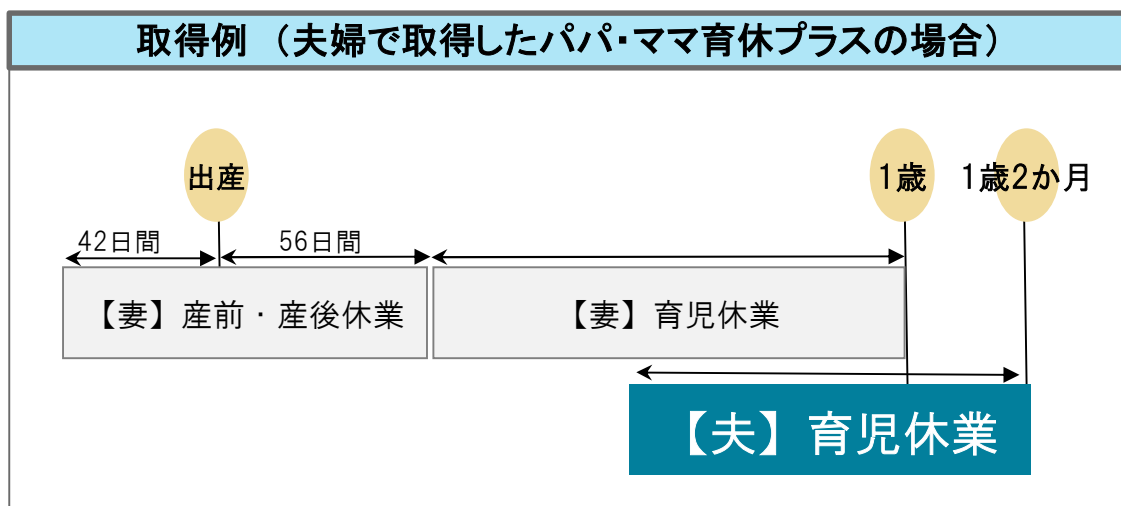 取得例 (夫婦で取得したパパ・ママ育休プラスの場合)
出産
1歳
1歳2か月
42日間
56日間
【妻】産前・産後休業
【妻】育児休業
【夫】育児休業